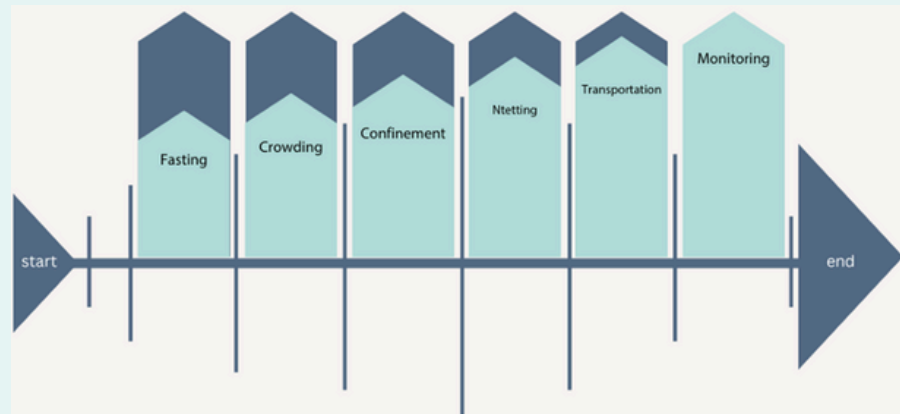 start
Fasting
Crowding
Confinement
Ntetting
Transportation
Monitoring
end